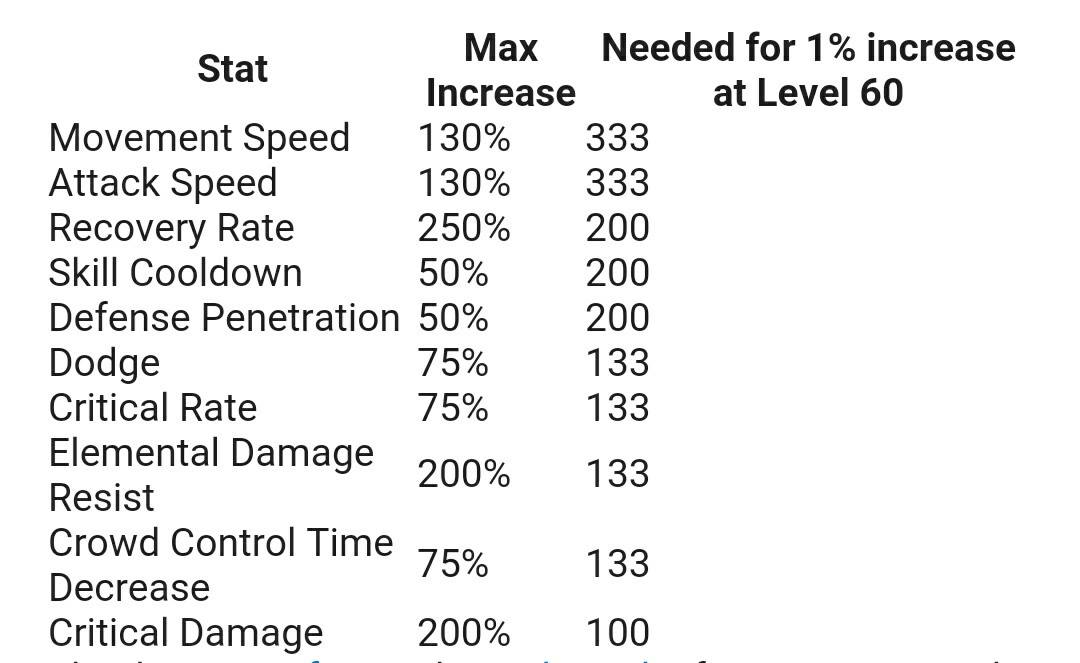 Stat Max Increase Needed for 1% increase at Level 60
Movement Speed 130% 333
Attack Speed 130% 333
Recovery Rate 250% 200
Skill Cooldown 50% 200
Defense Penetration 50% 200
Dodge 75% 133
Critical Rate 75% 133
Elemental Damage Resist 200% 133
Crowd Control Time Decrease 75% 133
Critical Damage 200% 100